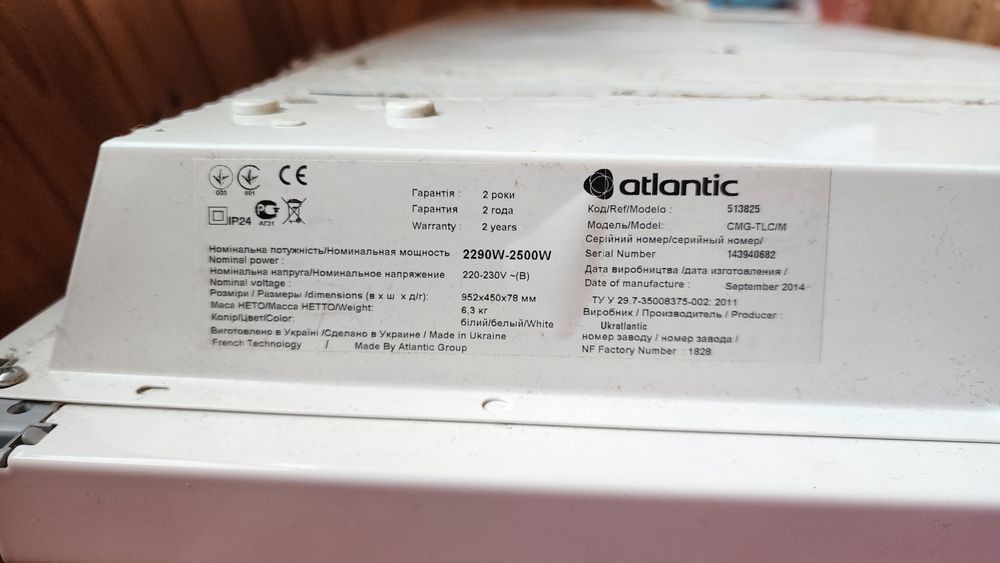 003 001 CE
IP24 АГ31
Гарантія : 2 роки
Гарантия 2 года
Warranty : 2 years
Номінальна потужність/Номинальная мощность 2290W-2500W
Nominal power :
Номінальна напруга/Номинальное напряжение 220-230V ~(В)
Nominal voltage :
Розміри / Размеры /dimensions (в х ш х д/г): 952х450х78 мм
Маса НЕТО/Масса НЕТТО/Weight: 6,3 кг
Колір/Цвет/Color: білий/белый/White
Виготовлено в Україні /Сделано в Украине / Made in Ukraine
French Technology / Made By Atlantic Group
atlantic
Код/Ref/Modelo : 513825
Модель/Model: CMG-TLC/M
Серійний номер/серийный номер/
Serial Number 143940682
Дата виробництва /дата изготовления /
Date of manufacture : September 2014
ТУ У 29.7-35008375-002: 2011
Виробник / Производитель / Producer :
Ukratlantic
номер заводу / номер завода /
NF Factory Number : 1828